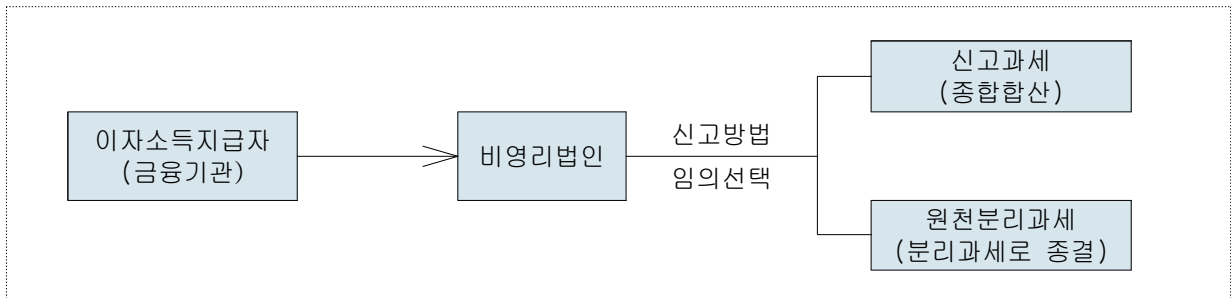 이자소득지급자
(금융기관)
비영리법인
신고방법
임의선택
신고과세
(종합합산)
원천분리과세
(분리과세로 종결)